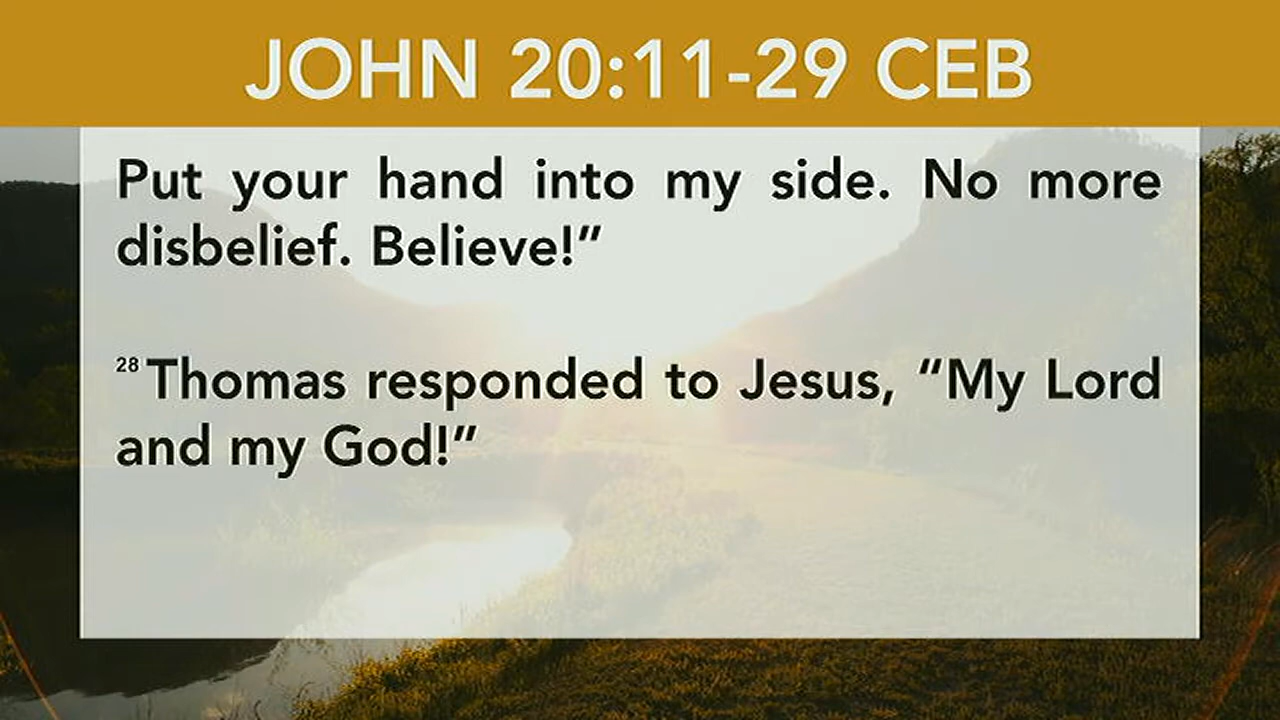 JOHN 20:11-29 CEB
Put your hand into my side. No more
disbelief. Believe!”
28 Thomas responded to Jesus, “My Lord
and my God!”